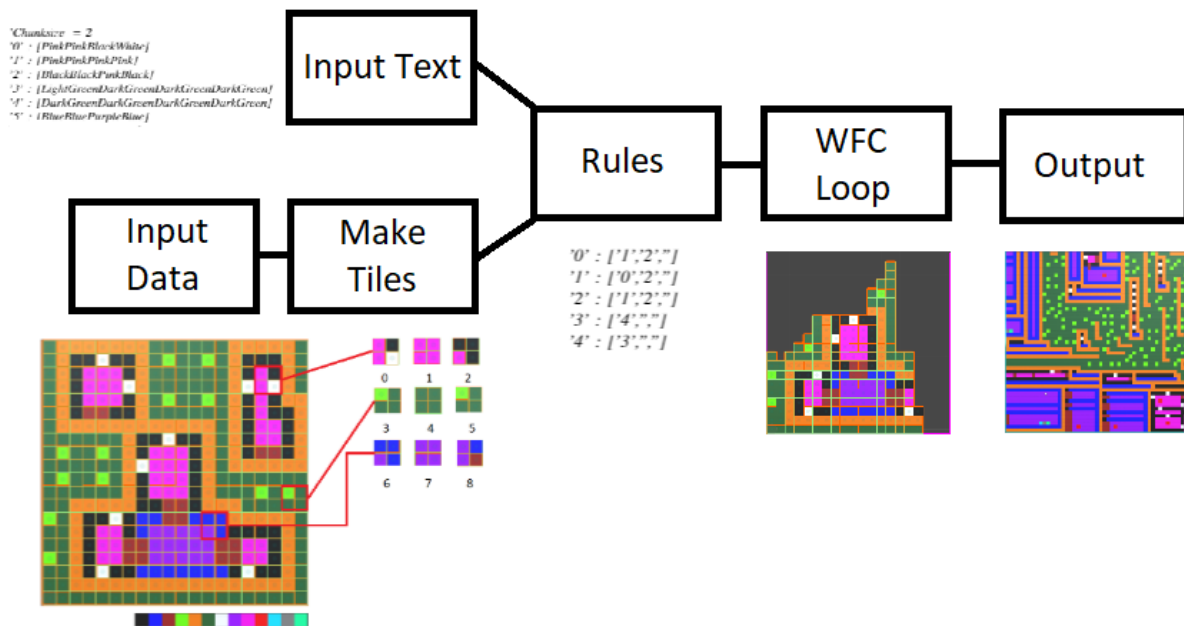 'Chunksize = 2
'0' : [PinkPinkBlackWhite]
'1' : [PinkPinkPinkPink]
'2' : [BlackBlackPinkBlack]
'3' : [LightGreenDarkGreenDarkGreenDarkGreen]
'4' : [DarkGreenDarkGreenDarkGreenDarkGreen]
'5' : [BlueBluePurpleBlue]
Input Text
Input
Data
Make
Tiles
Rules
WFC
Loop
Output
'0' : ['1','2','']
'1' : ['0','2','']
'2' : ['1','2','']
'3' : ['4','','']
'4' : ['3','','']
0 1 2
3 4 5
6 7 8